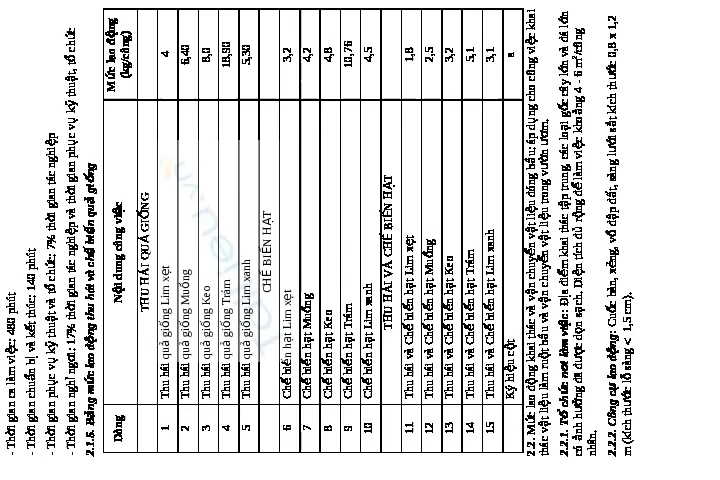 - Thời gian ca làm việc: 480 phút
- Thời gian chuẩn bị và kết thúc: 140 phút
- Thời gian phục vụ kỹ thuật và tổ chức: 7% thời gian tác nghiệp
- Thời gian nghỉ ngơi: 17% thời gian tác nghiệp và thời gian phục vụ kỹ thuật, tổ chức
2.1.5. Bảng mức lao động thu hái và chế biến quả giống
Dòng Nội dung công việc Mức lao động (kg/công)
THU HÁI QUẢ GIỐNG
1 Thu hái quả giống Lim xẹt 4
2 Thu hái quả giống Muồng 6,40
3 Thu hái quả giống Keo 8,0
4 Thu hái quả giống Trám 18,90
5 Thu hái quả giống Lim xanh 5,30
CHẾ BIẾN HẠT
6 Chế biến hạt Lim xẹt 3,2
7 Chế biến hạt Muồng 4,2
8 Chế biến hạt Keo 4,8
9 Chế biến hạt Trám 10,76
10 Chế biến hạt Lim xanh 4,5
THU HÁI VÀ CHẾ BIẾN HẠT
11 Thu hái và Chế biến hạt Lim xẹt 1,8
12 Thu hái và Chế biến hạt Muồng 2,5
13 Thu hái và Chế biến hạt Keo 3,2
14 Thu hái và Chế biến hạt Trám 5,1
15 Thu hái và Chế biến hạt Lim xanh 3,1
Ký hiệu cột a
2.2. Mức lao động khai thác và vận chuyển vật liệu đóng bầu; áp dụng cho công việc khai
thác vật liệu làm ruột bầu và vận chuyển vật liệu trong vườn ươm.
2.2.1. Tổ chức nơi làm việc: Địa điểm khai thác tập trung, các loại gốc cây lớn và đá lớn
có ảnh hưởng đã được dọn sạch. Diện tích đủ rộng để làm việc khoảng 4 - 6 m²/công
nhân.
2.2.2. Công cụ lao động: Cuốc bàn, xẻng, vồ đập đất, sàng lưới sắt kích thước 0,8 x 1,2
m (kích thước lỗ sàng < 1,5 cm).